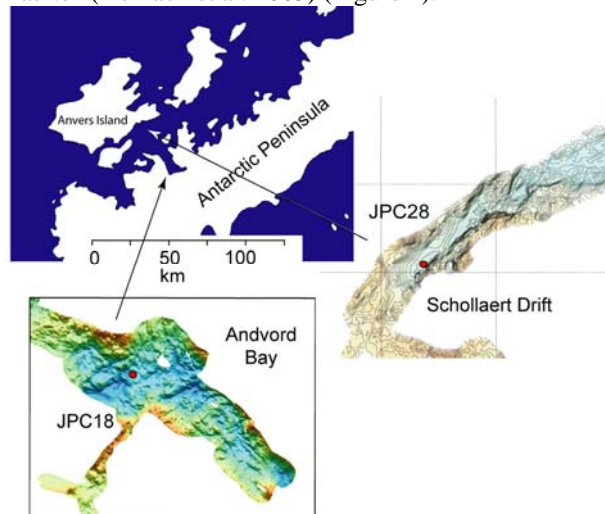 Anvers Island
Antarctic Peninsula
0 50 100
km
JPC28
Schollaert Drift
Andvord
Bay
JPC18